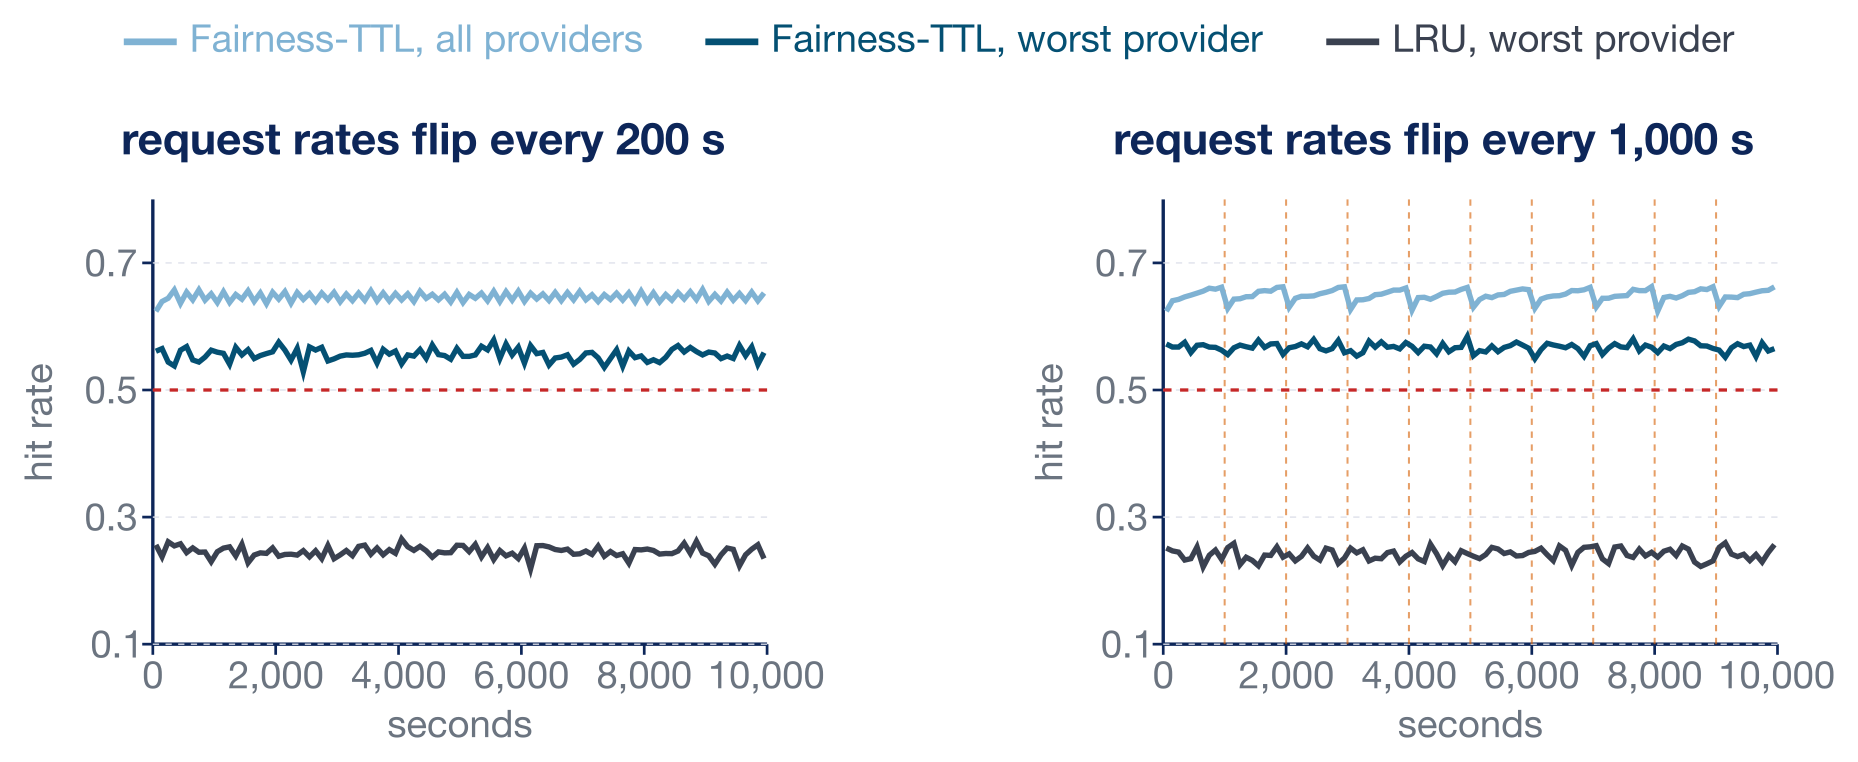 Fairness-TTL, all providers
Fairness-TTL, worst provider
LRU, worst provider
request rates flip every 200 s
hit rate
0.7
0.5
0.3
0.1
0
2,000
4,000
6,000
8,000
10,000
seconds
request rates flip every 1,000 s
hit rate
0.7
0.5
0.3
0.1
0
2,000
4,000
6,000
8,000
10,000
seconds